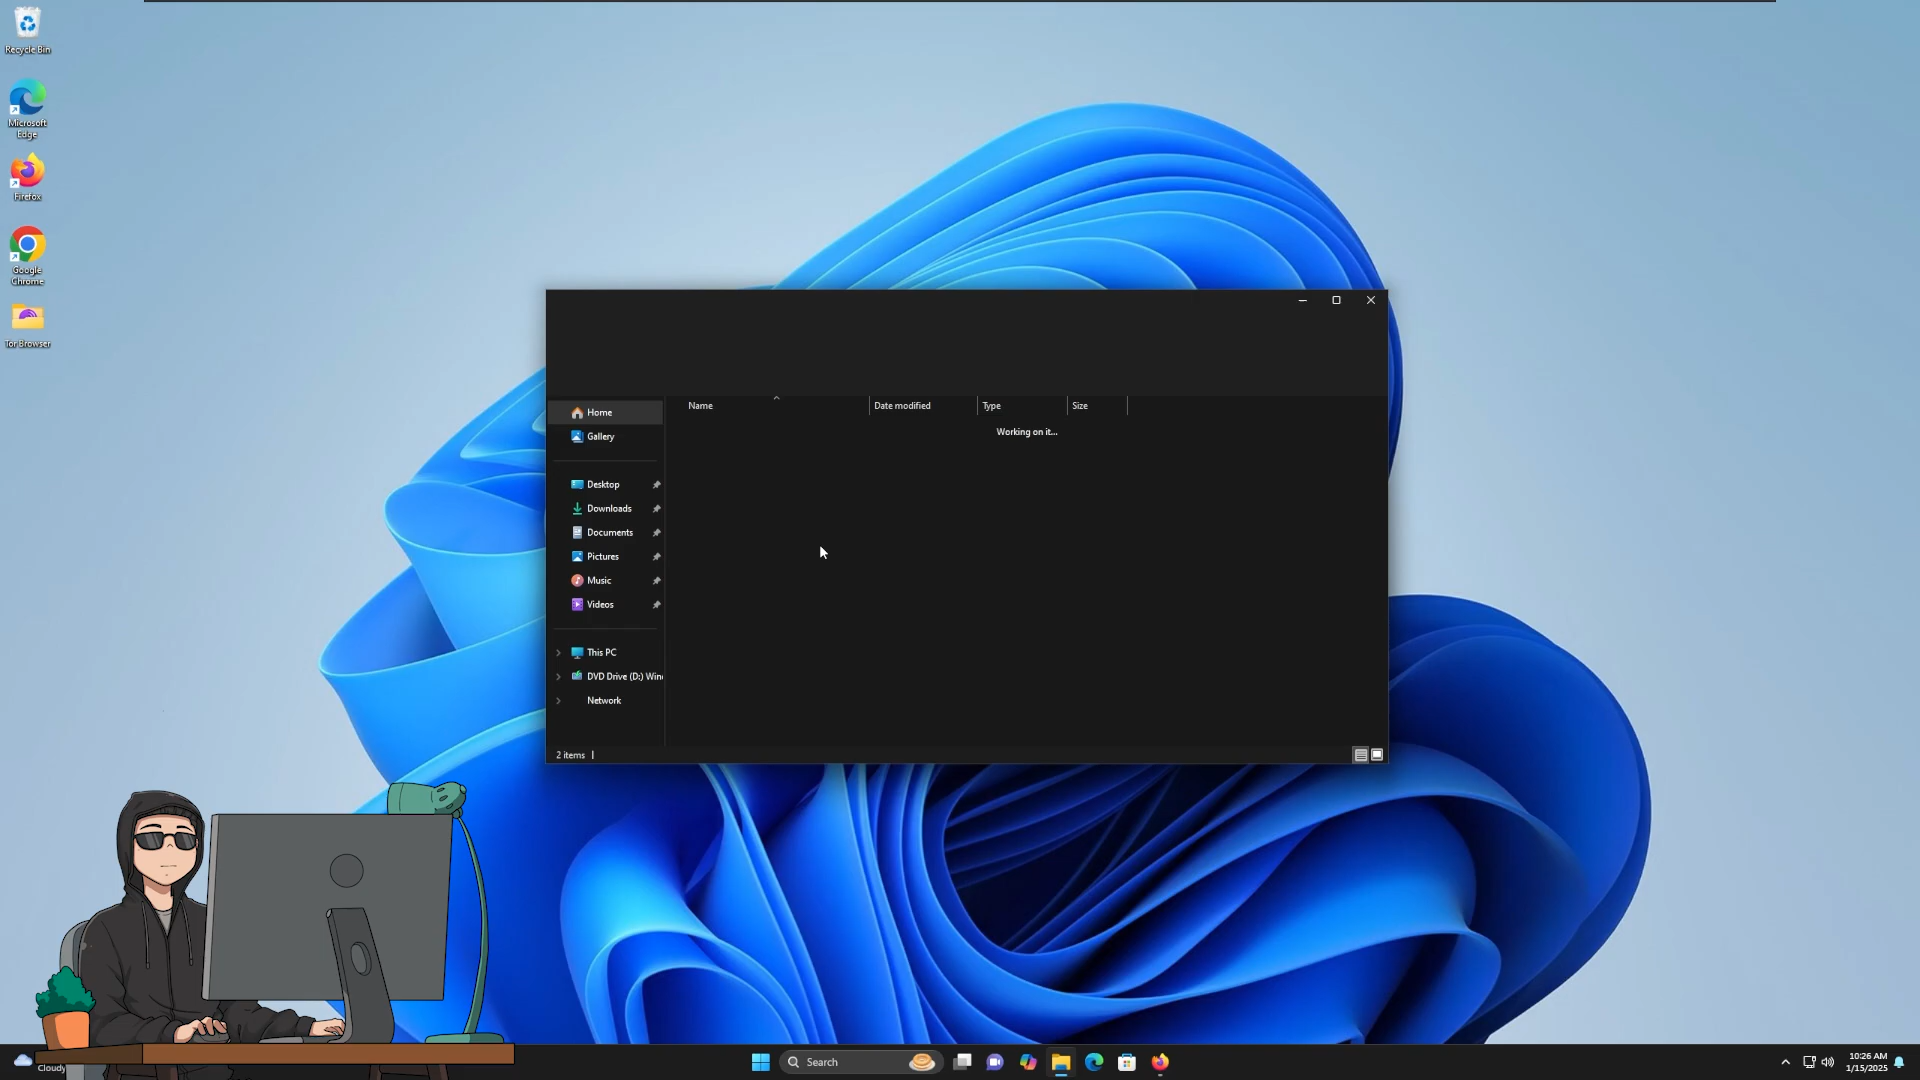 Recycle Bin
Microsoft
Edge
Firefox
Google
Chrome
Tor Browser
Name
Date modified
Type
Size
Working on it...
Home
Gallery
Desktop
Downloads
Documents
Pictures
Music
Videos
This PC
DVD Drive (D:) Win
Network
2 items
Cloudy
Search
10:26 AM
1/15/2025